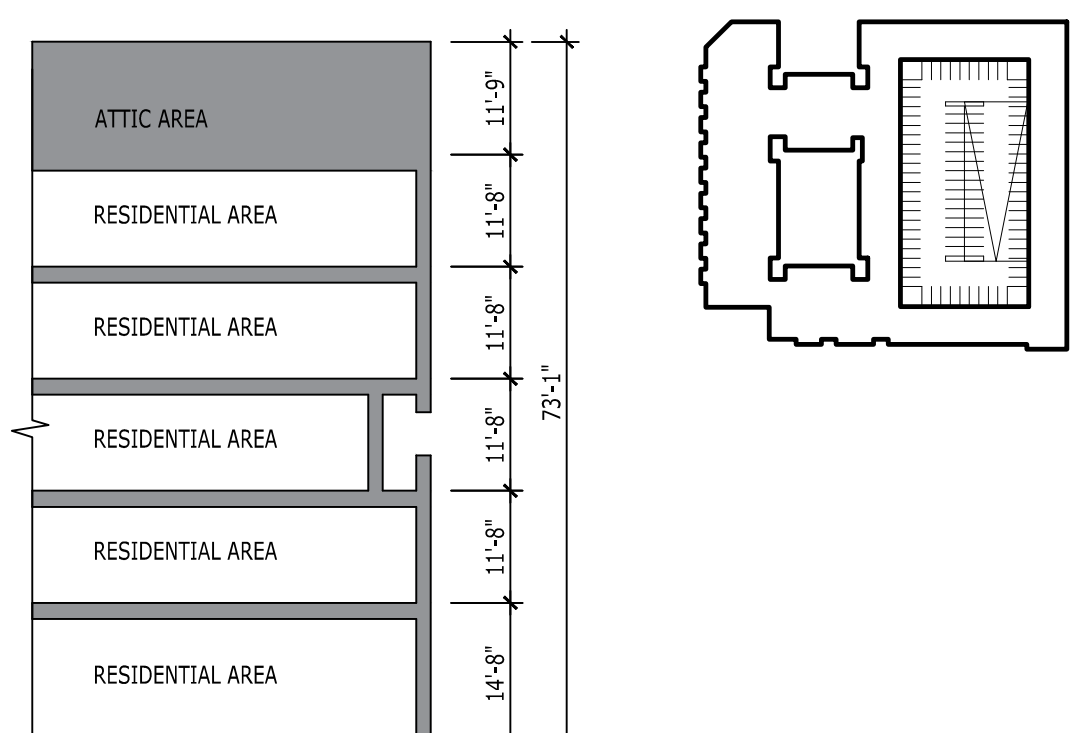 ATTIC AREA
11'-9"
RESIDENTIAL AREA
11'-8"
RESIDENTIAL AREA
11'-8"
73'-1"
RESIDENTIAL AREA
11'-8"
RESIDENTIAL AREA
11'-8"
RESIDENTIAL AREA
14'-8"